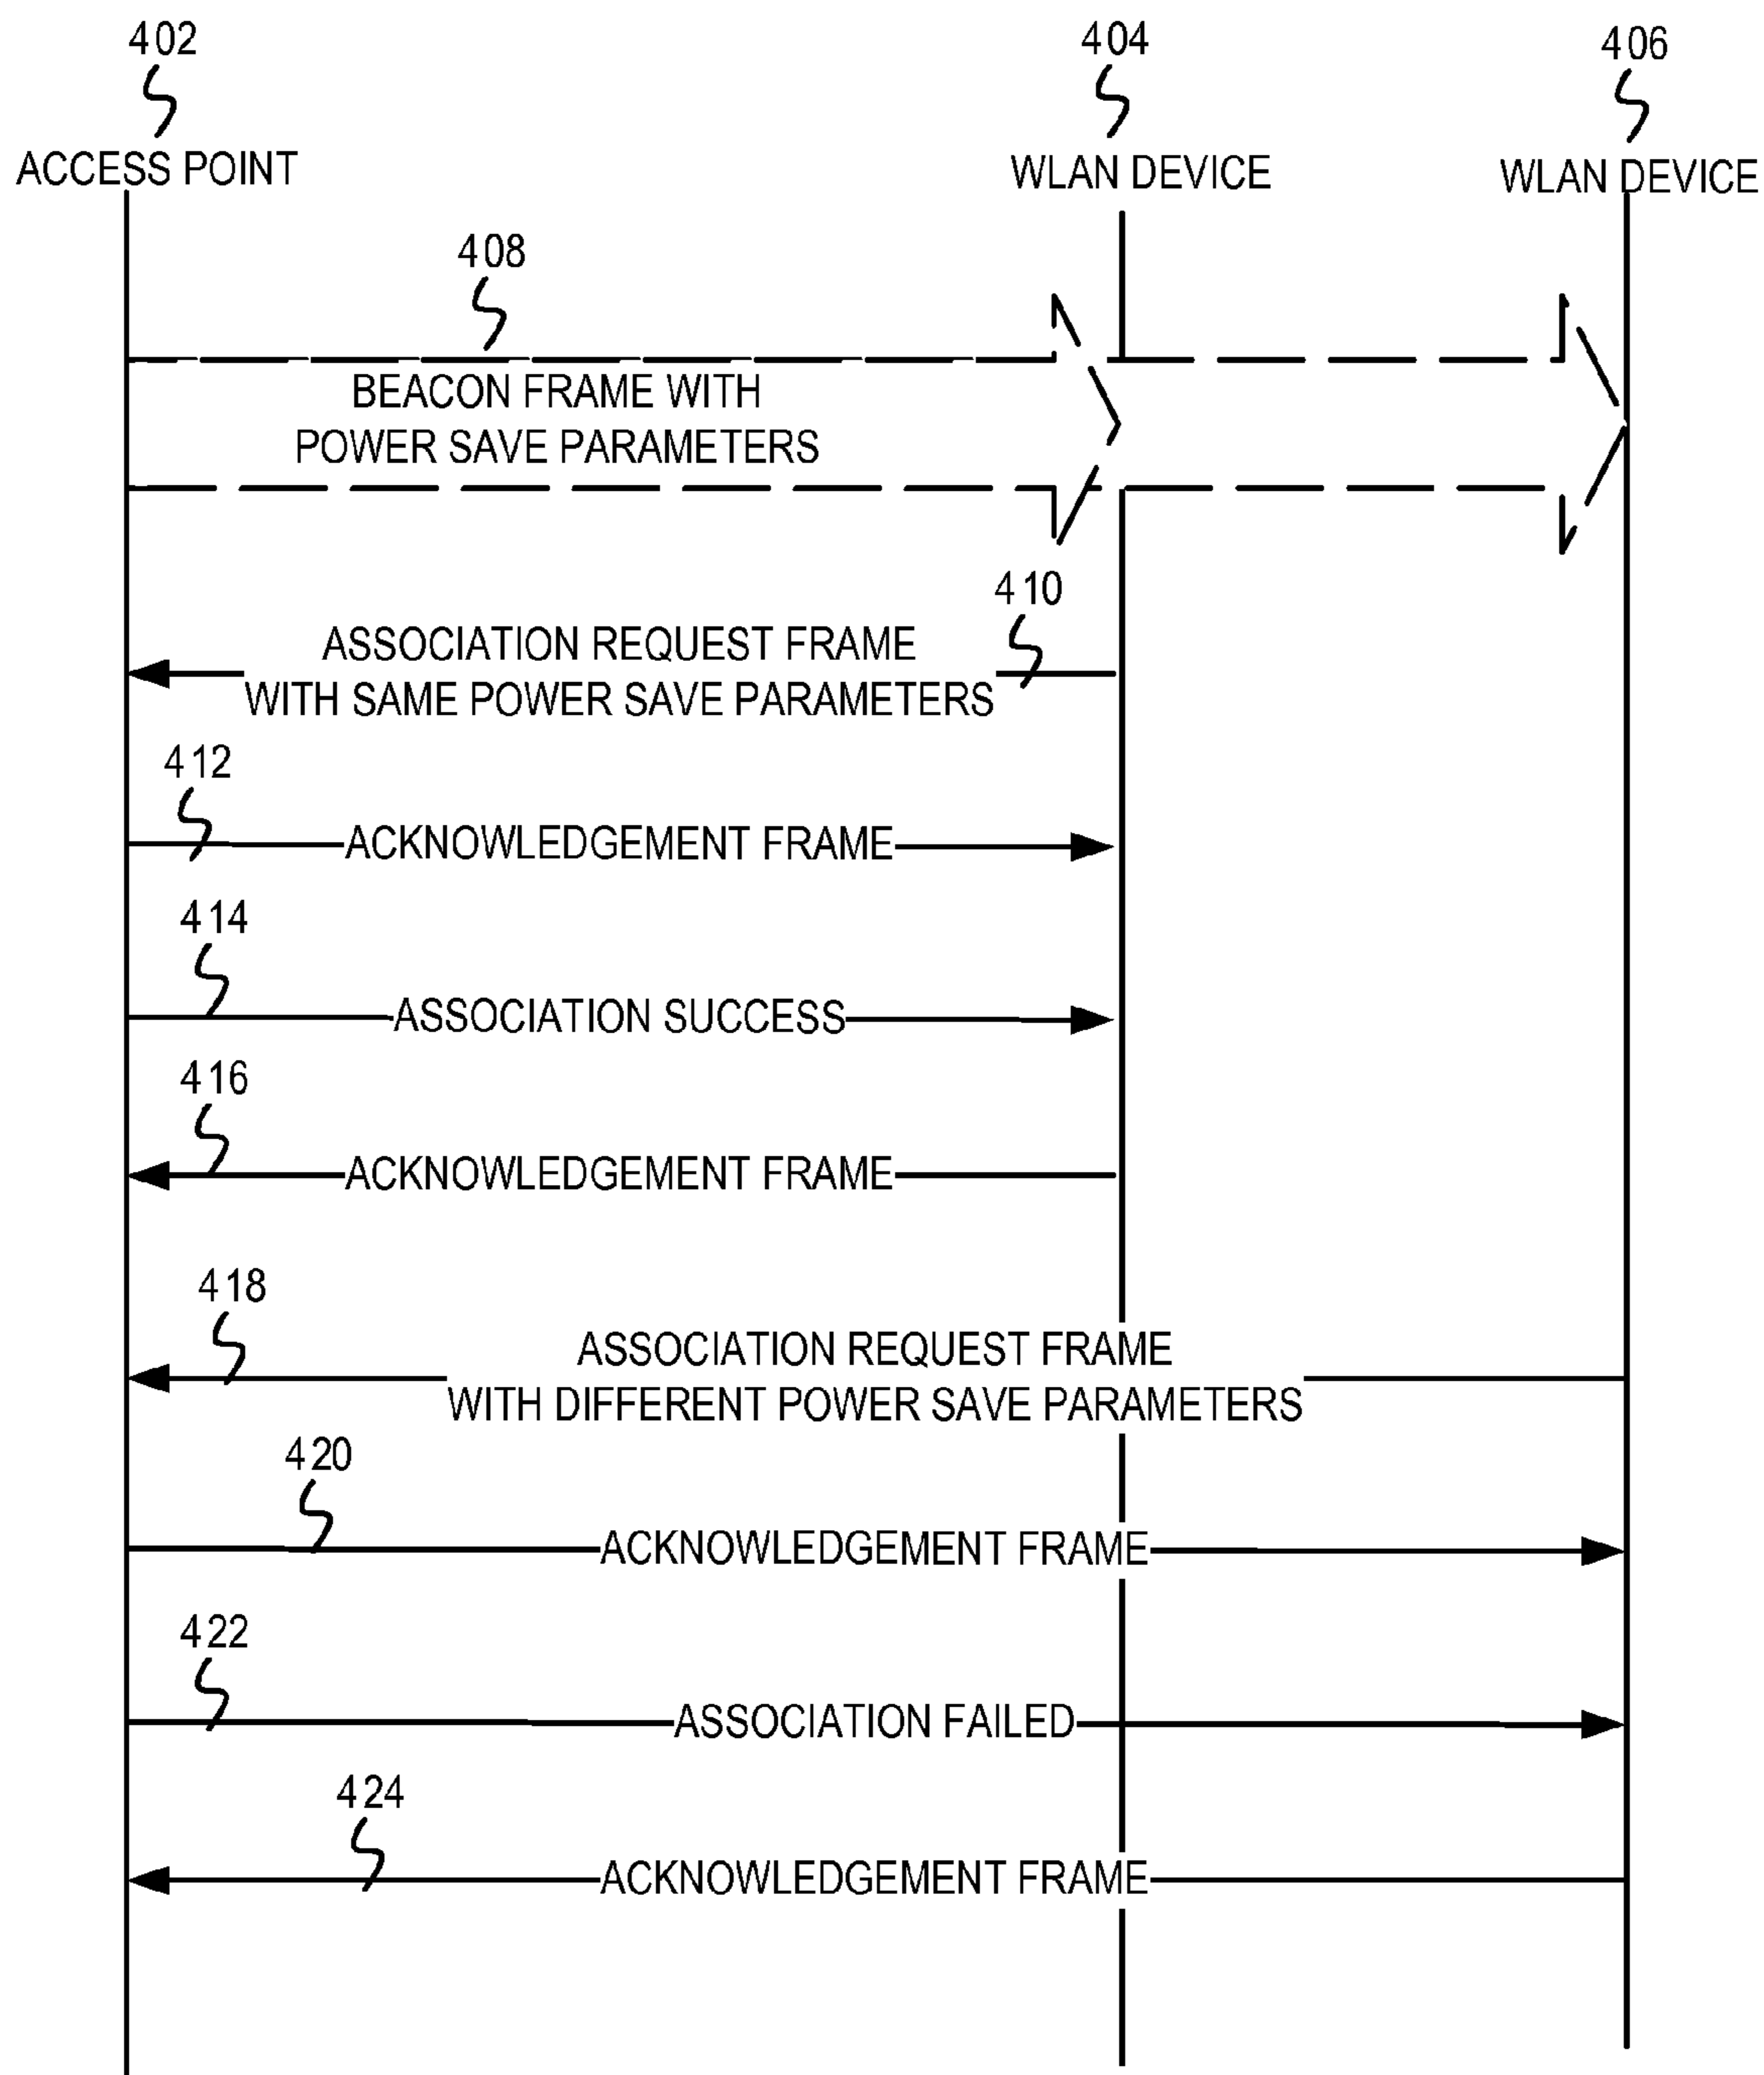 402
404
406
ACCESS POINT
WLAN DEVICE
WLAN DEVICE
408
BEACON FRAME WITH
POWER SAVE PARAMETERS
410
ASSOCIATION REQUEST FRAME
WITH SAME POWER SAVE PARAMETERS
412
ACKNOWLEDGEMENT FRAME
414
ASSOCIATION SUCCESS
416
ACKNOWLEDGEMENT FRAME
418
ASSOCIATION REQUEST FRAME
WITH DIFFERENT POWER SAVE PARAMETERS
420
ACKNOWLEDGEMENT FRAME
422
ASSOCIATION FAILED
424
ACKNOWLEDGEMENT FRAME